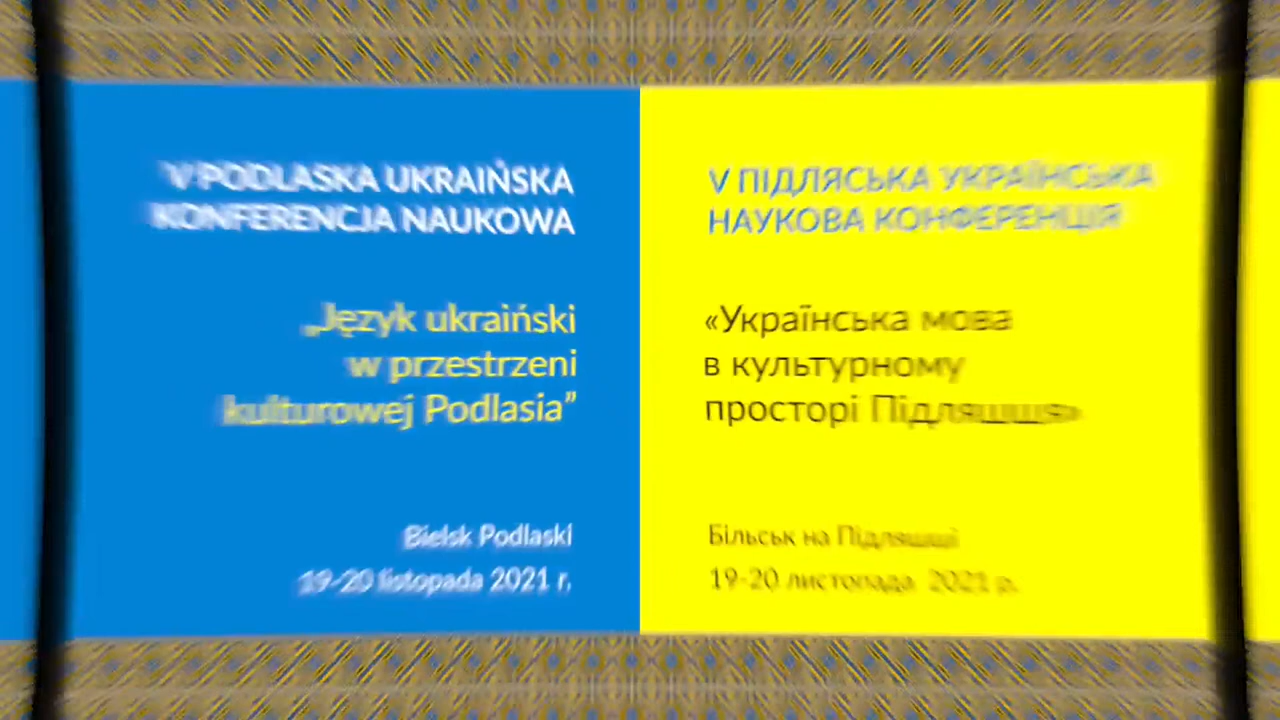 V PODLASKA UKRAIŃSKA
KONFERENCJA NAUKOWA
„Język ukraiński
w przestrzeni
kulturowej Podlasia”
Bielsk Podlaski
19-20 listopada 2021 r.
V ПІДЛЯСЬКА УКРАЇНСЬКА
НАУКОВА КОНФЕРЕНЦІЯ
«Українська мова
в культурному
просторі Підляшшя»
Більськ на Підляшші
19-20 листопада 2021 р.